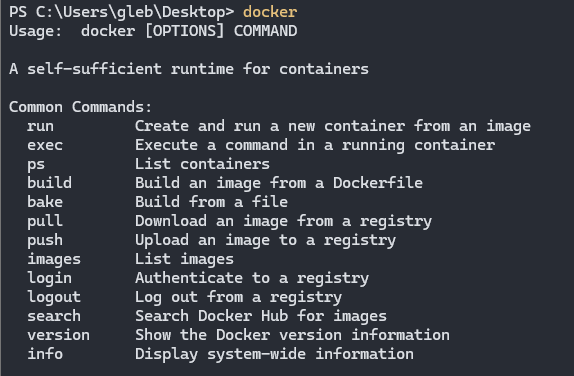 PS C:\Users\gleb\Desktop> docker
Usage:  docker [OPTIONS] COMMAND

A self-sufficient runtime for containers

Common Commands:
  run         Create and run a new container from an image
  exec        Execute a command in a running container
  ps          List containers
  build       Build an image from a Dockerfile
  bake        Build from a file
  pull        Download an image from a registry
  push        Upload an image to a registry
  images      List images
  login       Authenticate to a registry
  logout      Log out from a registry
  search      Search Docker Hub for images
  version     Show the Docker version information
  info        Display system-wide information